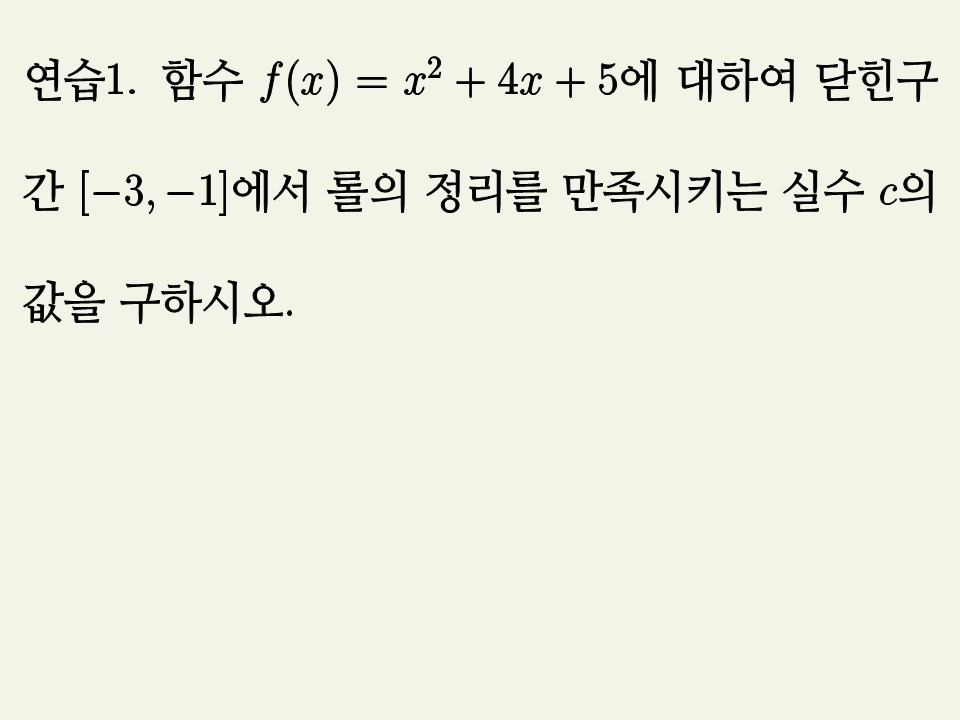 연습1. 함수 $f(x) = x^2 + 4x + 5$에 대하여 닫힌구
간 $[-3, -1]$에서 롤의 정리를 만족시키는 실수 $c$의
값을 구하시오.